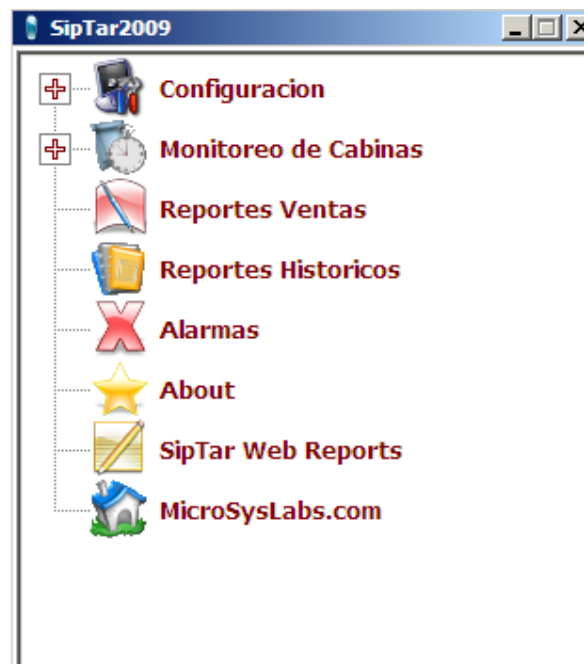 SipTar2009
Configuracion
Monitoreo de Cabinas
Reportes Ventas
Reportes Historicos
Alarmas
About
SipTar Web Reports
MicroSysLabs.com